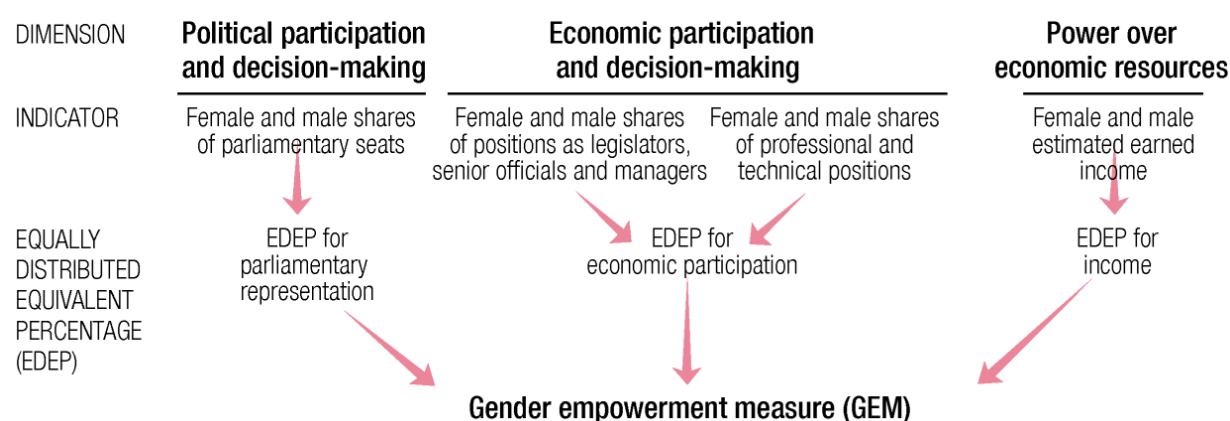 DIMENSION
Political participation
and decision-making
Economic participation
and decision-making
Power over
economic resources
INDICATOR
Female and male shares
of parliamentary seats
Female and male shares
of positions as legislators,
senior officials and managers
Female and male shares
of professional and
technical positions
Female and male
estimated earned
income
EQUALLY
DISTRIBUTED
EQUIVALENT
PERCENTAGE
(EDEP)
EDEP for
parliamentary
representation
EDEP for
economic participation
EDEP for
income
Gender empowerment measure (GEM)